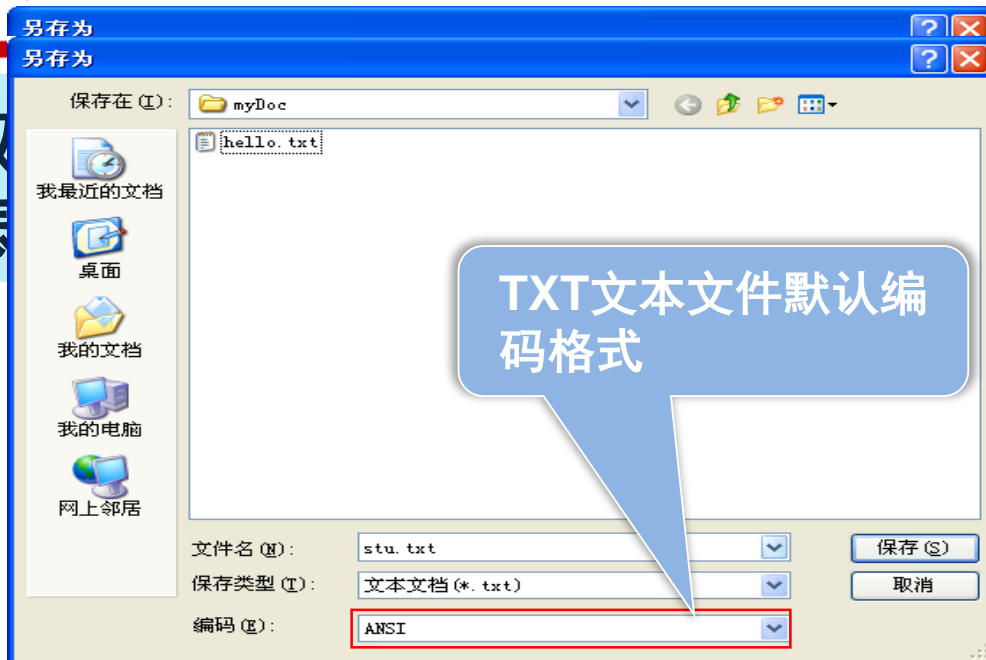 另存为
另存为
保存在(I):
myDoc
hello.txt
我最近的文档
桌面
我的文档
我的电脑
网上邻居
TXT文本文件默认编
码格式
文件名(N):
stu.txt
保存(S)
保存类型(T):
文本文档(*.txt)
取消
编码(E):
ANSI